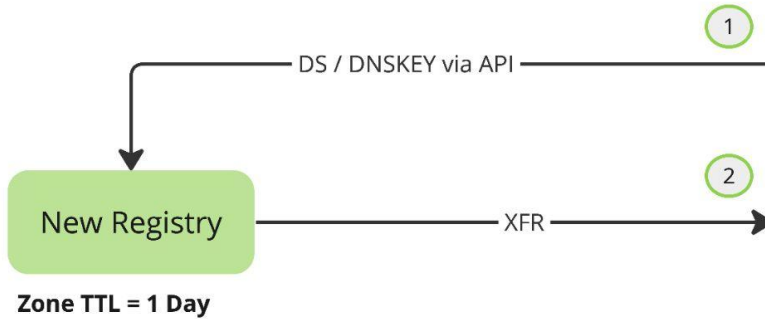 1
DS / DNSKEY via API
2
New Registry
XFR
Zone TTL = 1 Day